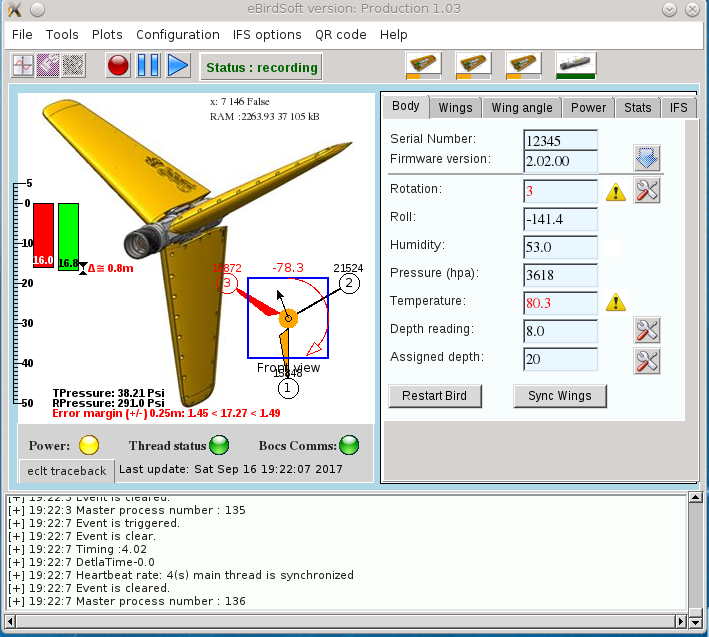 eBirdSoft version: Production 1.03
File Tools Plots Configuration IFS options QR code Help
Status : recording
x: 7 146 False
RAM :2263.93 37 105 kB
5
0
10
20
30
40
50
16.0
16.8
Δ≅ 0.8m
-78.3
21524
3
2
Front view
1
TPressure: 38.21 Psi
RPressure: 291.0 Psi
Error margin (+/-) 0.25m: 1.45 < 17.27 < 1.49
Power:
Thread status
Bocs Comms:
eclt traceback
Last update: Sat Sep 16 19:22:07 2017
Body Wings Wing angle Power Stats IFS
Serial Number: 12345
Firmware version: 2.02.00
Rotation: 3
Roll: -141.4
Humidity: 53.0
Pressure (hpa): 3618
Temperature: 80.3
Depth reading: 8.0
Assigned depth: 20
Restart Bird
Sync Wings
[+] 19:22:3 Event is cleared.
[+] 19:22:3 Master process number : 135
[+] 19:22:7 Event is triggered.
[+] 19:22:7 Event is clear.
[+] 19:22:7 Timing :4.02
[+] 19:22:7 DetlaTime-0.0
[+] 19:22:7 Heartbeat rate: 4(s) main thread is synchronized
[+] 19:22:7 Event is cleared.
[+] 19:22:7 Master process number : 136